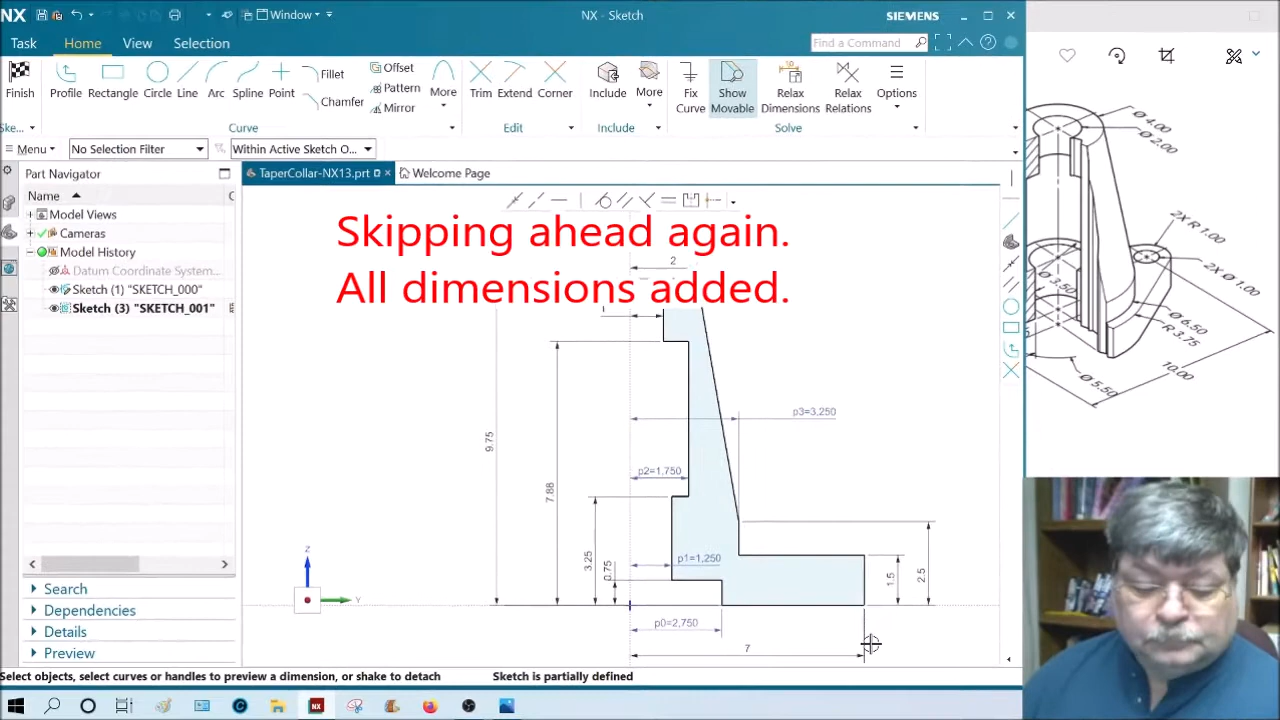 NX
Window
NX - Sketch
SIEMENS
Task
Home
View
Selection
Find a Command
Finish
Profile
Rectangle
Circle
Line
Arc
Spline
Point
Fillet
Chamfer
Offset
Pattern
Mirror
More
Trim
Extend
Corner
Include
More
Fix
Curve
Show
Movable
Relax
Dimensions
Relax
Relations
Options
Ske...
Curve
Edit
Include
Solve
Menu
No Selection Filter
Within Active Sketch O...
Part Navigator
TaperCollar-NX13.prt
Welcome Page
Name
C
Model Views
Cameras
Model History
Datum Coordinate System...
Sketch (1) "SKETCH_000"
Sketch (3) "SKETCH_001"
Search
Dependencies
Details
Preview
Skipping ahead again.
2
All dimensions added.
9.75
7.88
p3=3,250
p2=1,750
3.25
0.75
p1=1,250
1.5
2.5
p0=2,750
7
Z
Y
Select objects, select curves or handles to preview a dimension, or shake to detach
Sketch is partially defined
Ø 4.00
Ø 2.00
2X R 1.00
2X Ø 1.00
Ø 3.50
Ø 6.50
R 3.75
10.00
Ø 5.50